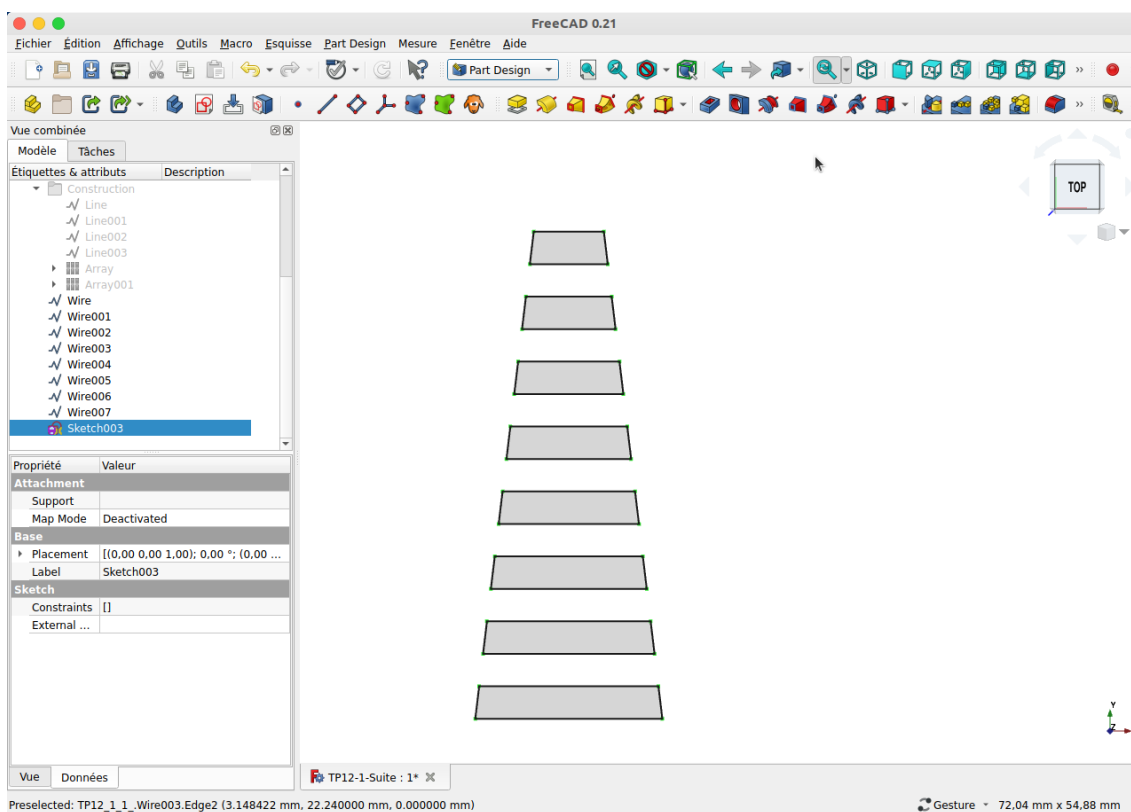 FreeCAD 0.21
Fichier Édition Affichage Outils Macro Esquisse Part Design Mesure Fenêtre Aide
Part Design
Vue combinée
Modèle Tâches
Étiquettes & attributs Description
Construction
Line
Line001
Line002
Line003
Array
Array001
Wire
Wire001
Wire002
Wire003
Wire004
Wire005
Wire006
Wire007
Sketch003
TOP
Propriété Valeur
Attachment
Support
Map Mode Deactivated
Base
Placement [(0,00 0,00 1,00); 0,00 °; (0,00 ...
Label Sketch003
Sketch
Constraints []
External ...
Y
Z
Vue Données
TP12-1-Suite : 1*
Preselected: TP12_1_1_.Wire003.Edge2 (3.148422 mm, 22.240000 mm, 0.000000 mm)
Gesture 72,04 mm x 54,88 mm